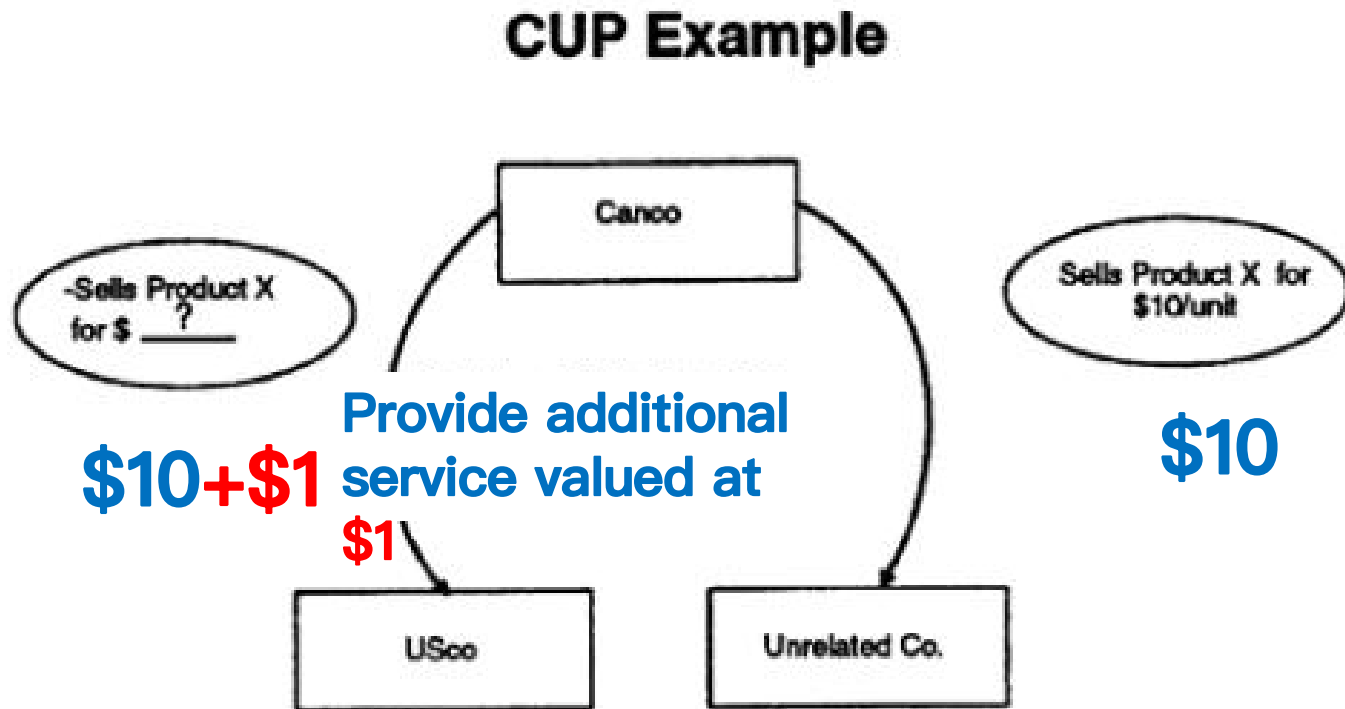 CUP Example
Canco
-Sells Product X
for $ ?
Sells Product X for
$10/unit
$10+$1
Provide additional
service valued at
$1
$10
USco
Unrelated Co.